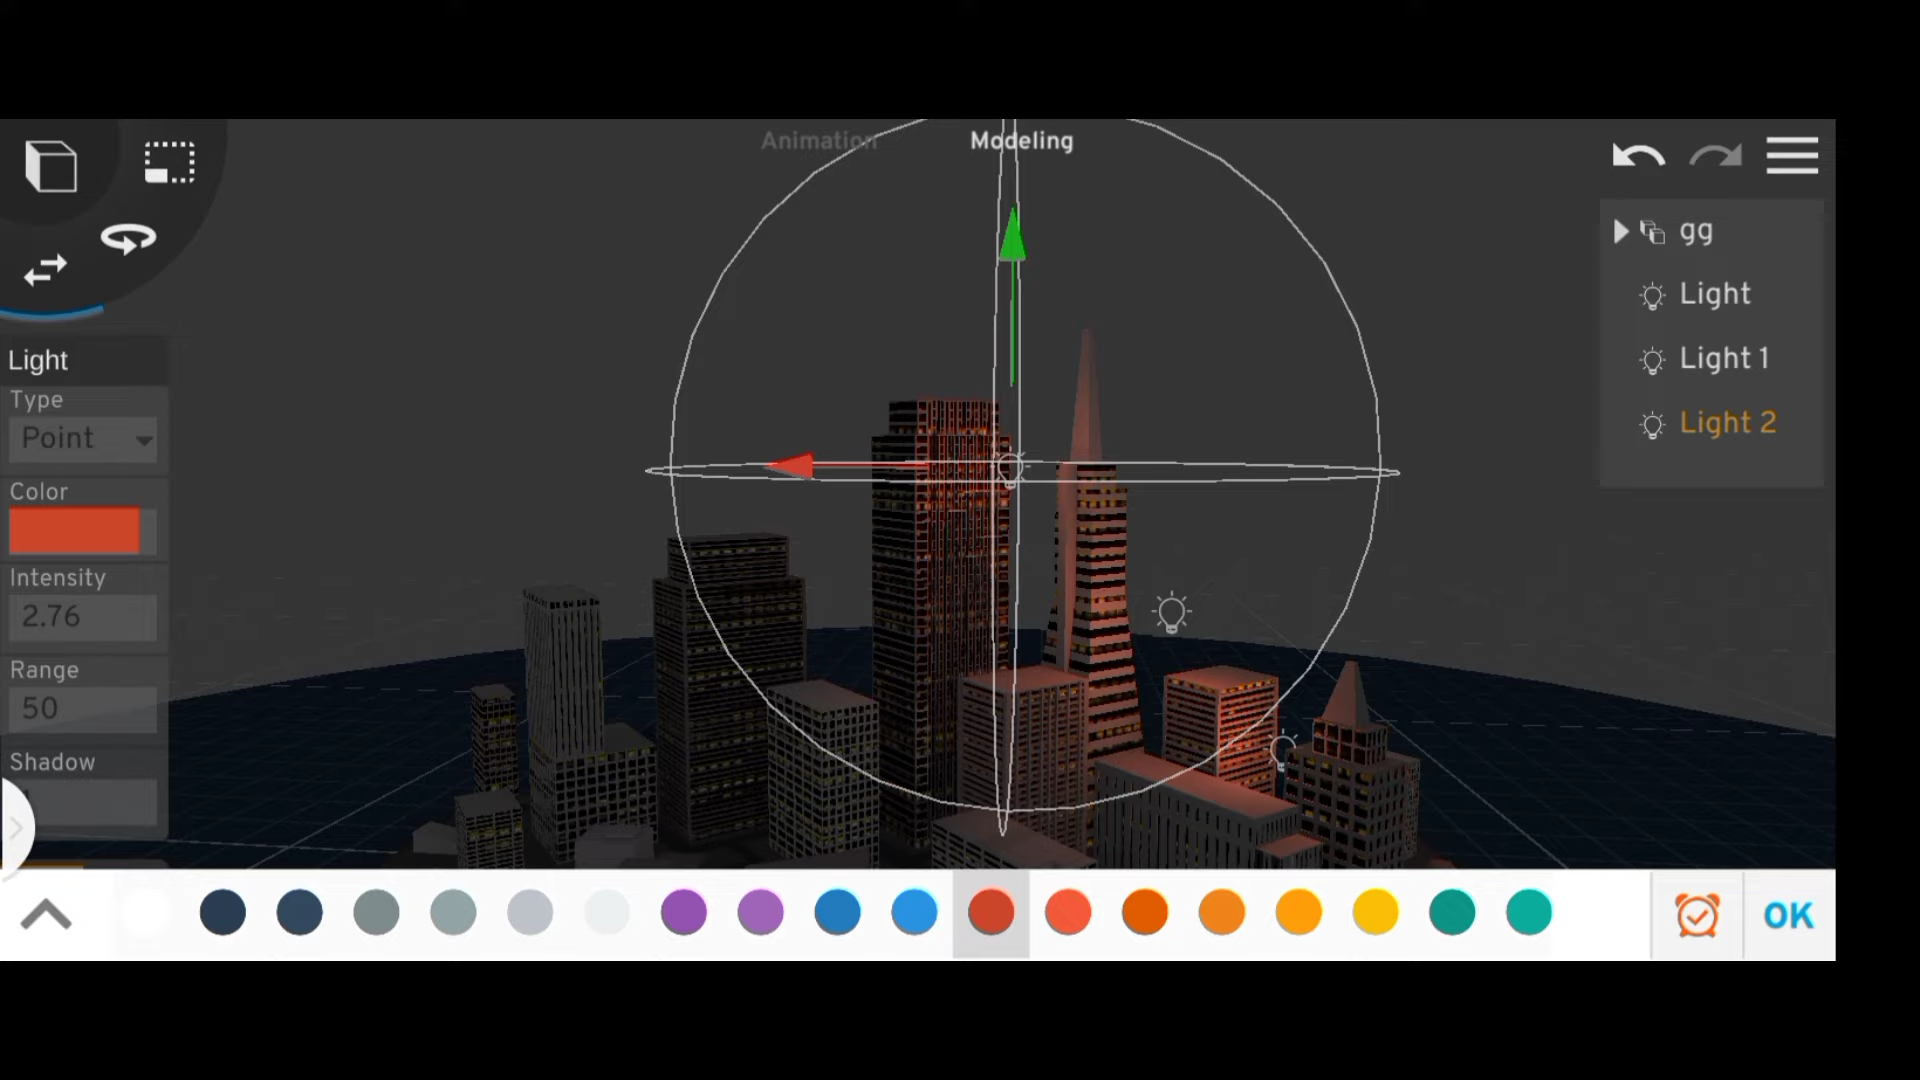 Animation
Modeling
gg
Light
Light 1
Light 2
Light
Type
Point
Color
Intensity
2.76
Range
50
Shadow
OK